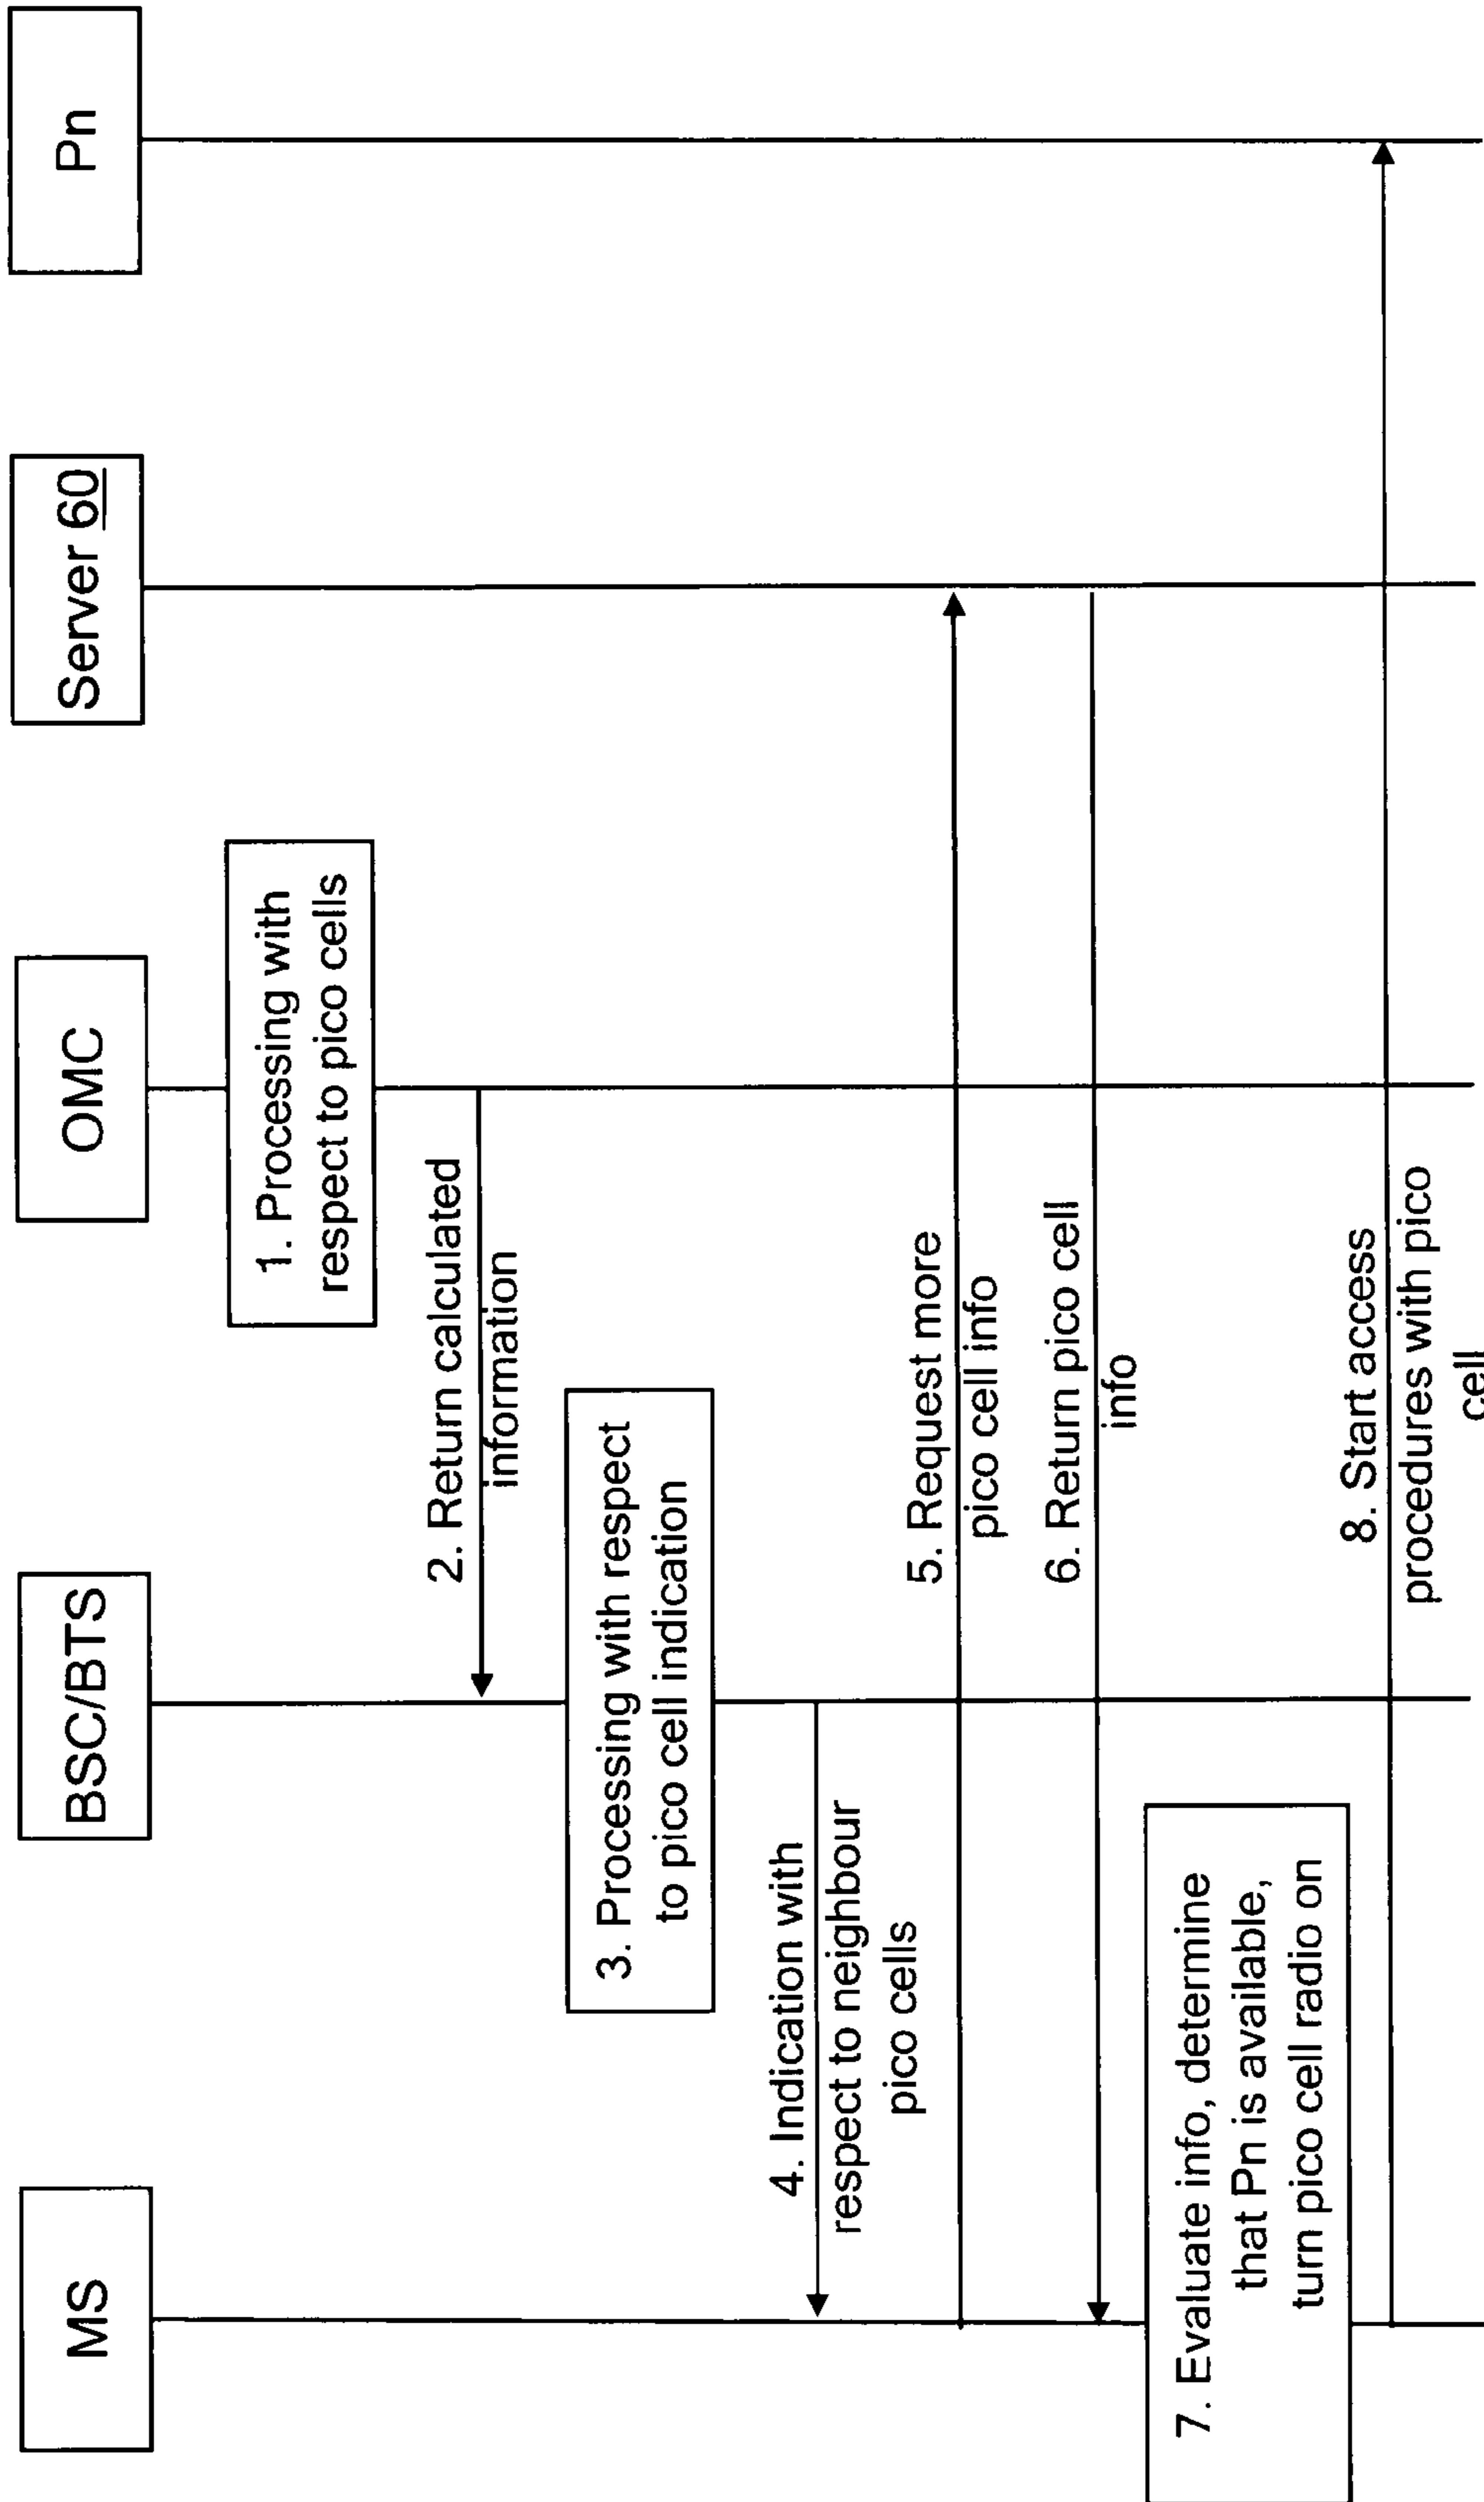 MS
BSC/BTS
OMC
Server 60
Pn
1. Processing with
respect to pico cells
2. Return calculated
information
3. Processing with respect
to pico cell indication
4. Indication with
respect to neighbour
pico cells
5. Request more
pico cell info
6. Return pico cell
info
7. Evaluate info, determine
that Pn is available,
turn pico cell radio on
8. Start access
procedures with pico
cell